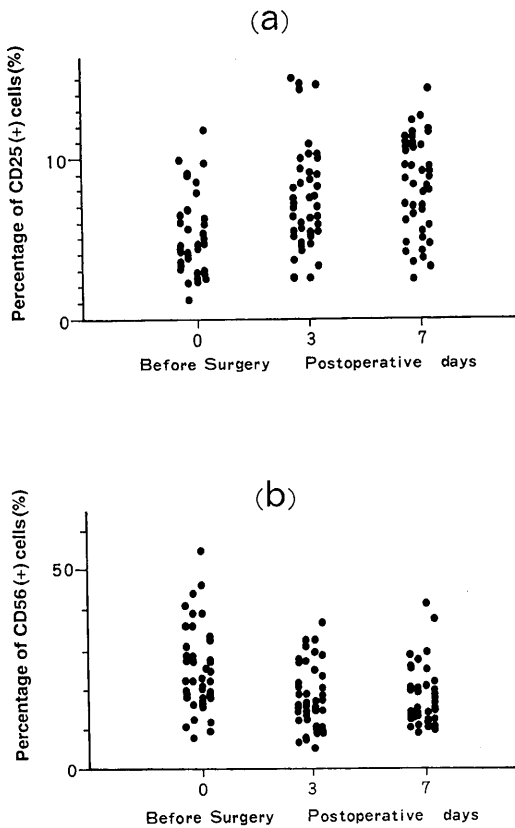 (a)
Percentage of CD25(+) cells(%)
10
0
0 3 7
Before Surgery Postoperative days
(b)
Percentage of CD56(+) cells(%)
50
0
0 3 7
Before Surgery Postoperative days